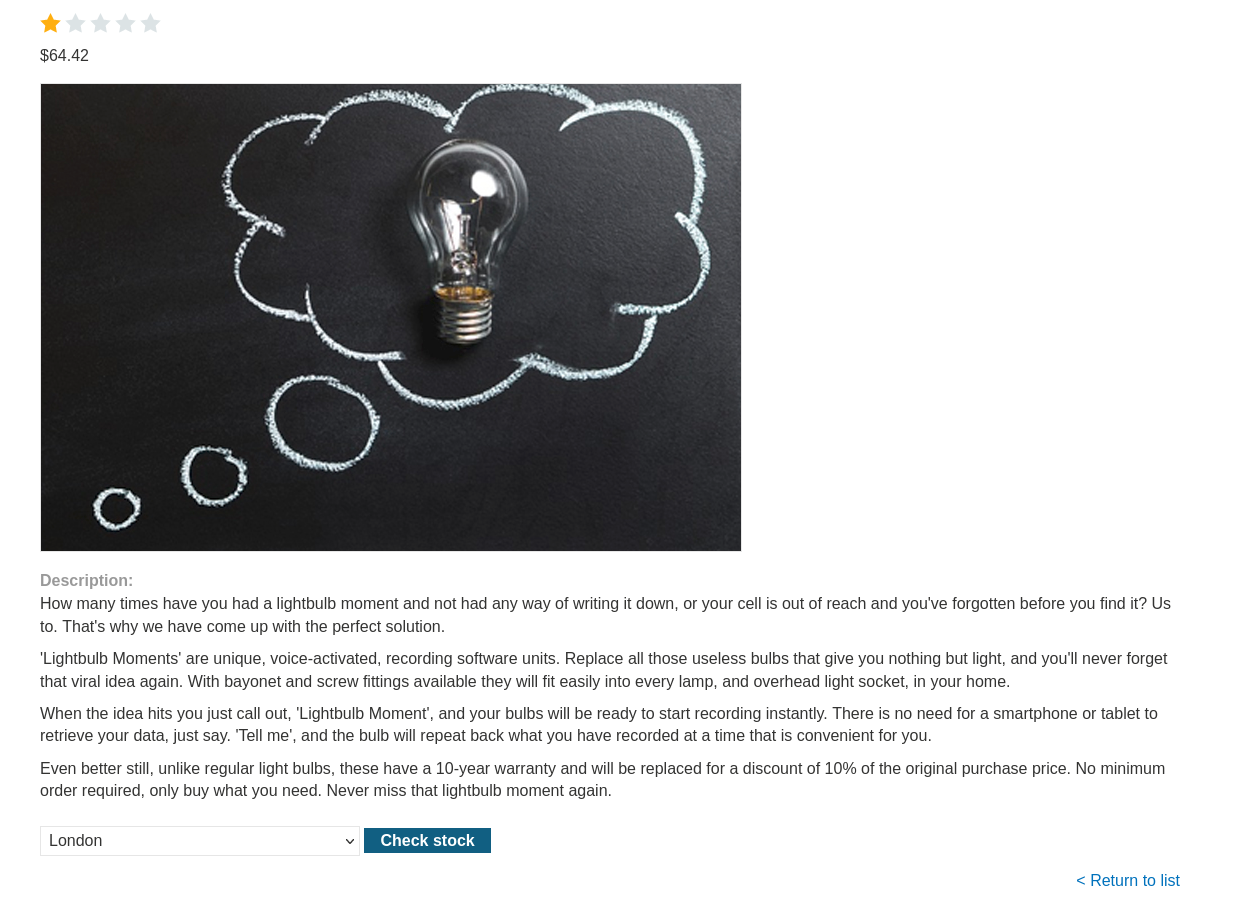 $64.42
Description:
How many times have you had a lightbulb moment and not had any way of writing it down, or your cell is out of reach and you've forgotten before you find it? Us
to. That's why we have come up with the perfect solution.
'Lightbulb Moments' are unique, voice-activated, recording software units. Replace all those useless bulbs that give you nothing but light, and you'll never forget
that viral idea again. With bayonet and screw fittings available they will fit easily into every lamp, and overhead light socket, in your home.
When the idea hits you just call out, 'Lightbulb Moment', and your bulbs will be ready to start recording instantly. There is no need for a smartphone or tablet to
retrieve your data, just say. 'Tell me', and the bulb will repeat back what you have recorded at a time that is convenient for you.
Even better still, unlike regular light bulbs, these have a 10-year warranty and will be replaced for a discount of 10% of the original purchase price. No minimum
order required, only buy what you need. Never miss that lightbulb moment again.
London Check stock
< Return to list